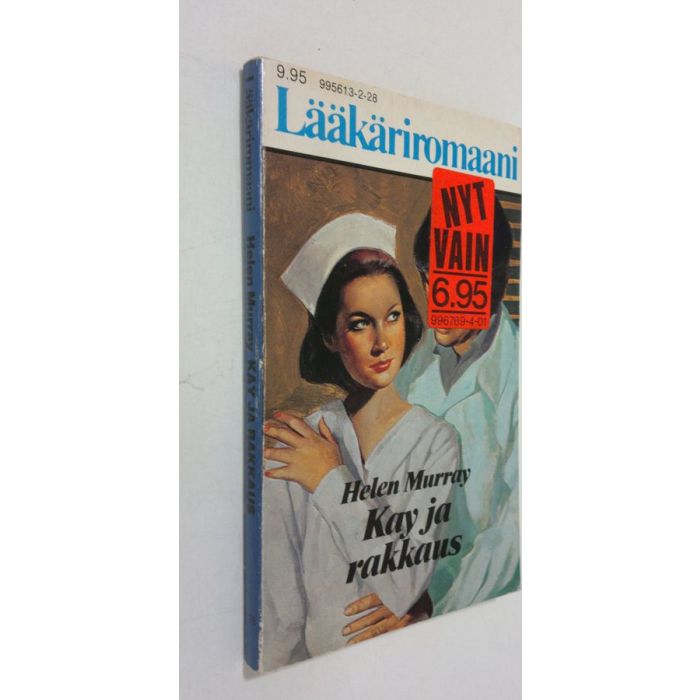 9.95 995613-2-28
Lääkäriromaani
NYT
VAIN
6.95
996789-4-01
Helen Murray
Kay ja
rakkaus
Lääkäriromaani Helen Murray KAY JA RAKKAUS